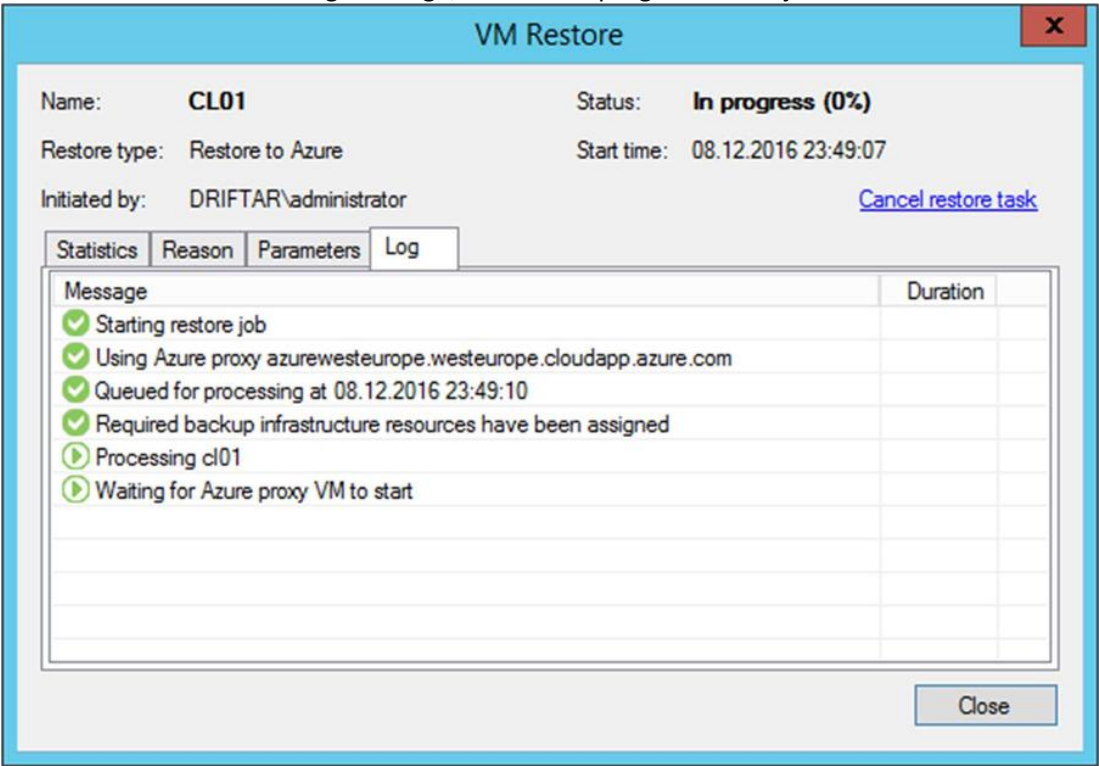 VM Restore
x
Name: CL01 Status: In progress (0%)
Restore type: Restore to Azure Start time: 08.12.2016 23:49:07
Initiated by: DRIFTAR\administrator Cancel restore task
Statistics Reason Parameters Log
Message Duration
Starting restore job
Using Azure proxy azurewesteurope.westeurope.cloudapp.azure.com
Queued for processing at 08.12.2016 23:49:10
Required backup infrastructure resources have been assigned
Processing cl01
Waiting for Azure proxy VM to start
Close